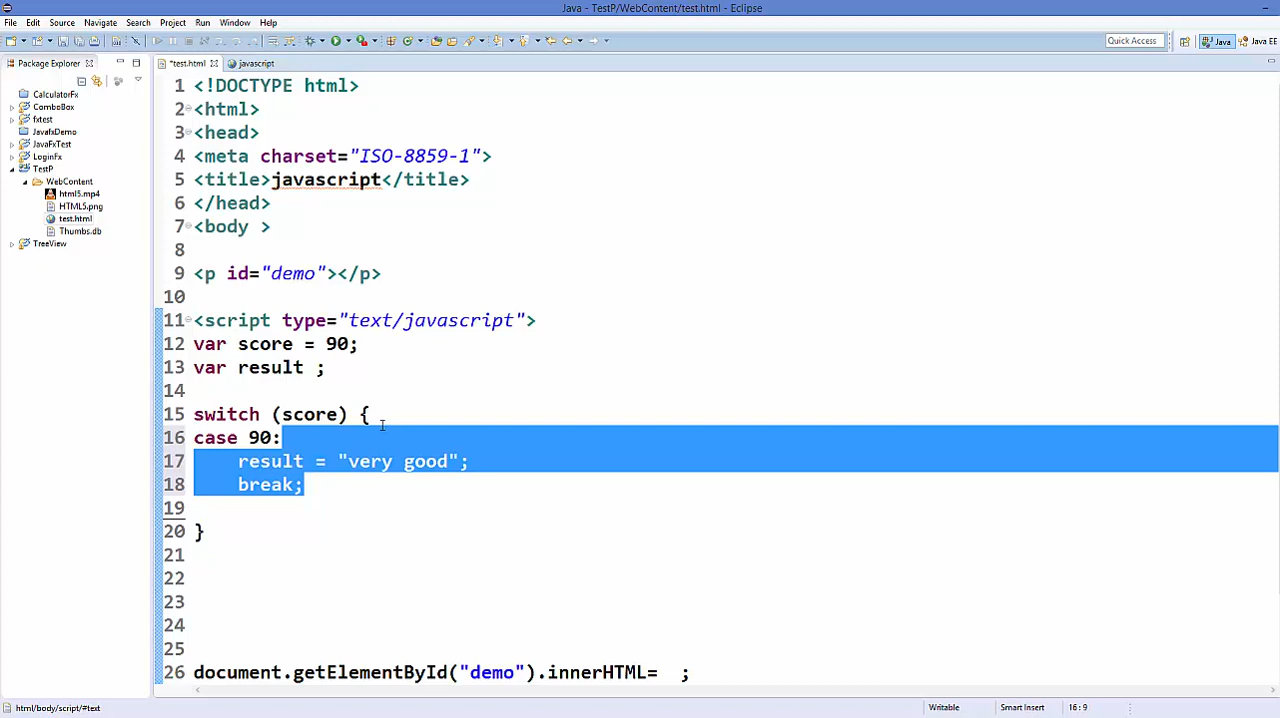 Java - TestP/WebContent/test.html - Eclipse
File Edit Source Navigate Search Project Run Window Help
Quick Access Java Java EE
Package Explorer
*test.html javascript
CalculatorFx
ComboBox
fxtest
JavafxDemo
JavaFxTest
LoginFx
TestP
WebContent
html5.mp4
HTML5.png
test.html
Thumbs.db
TreeView
1 <!DOCTYPE html>
2 <html>
3 <head>
4 <meta charset="ISO-8859-1">
5 <title>javascript</title>
6 </head>
7 <body >
8
9 <p id="demo"></p>
10
11 <script type="text/javascript">
12 var score = 90;
13 var result ;
14
15 switch (score) {
16 case 90:
17 result = "very good";
18 break;
19
20 }
21
22
23
24
25
26 document.getElementById("demo").innerHTML= ;
html/body/script/#text Writable Smart Insert 16:9